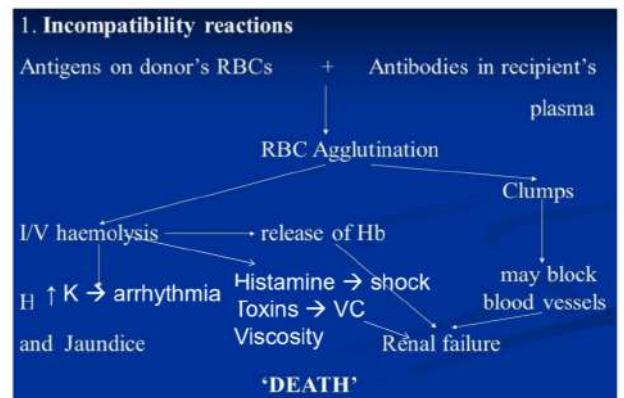 1. Incompatibility reactions
Antigens on donor's RBCs + Antibodies in recipient's
plasma
RBC Agglutination
Clumps
I/V haemolysis → release of Hb
H ↑ K → arrhythmia
Histamine → shock
Toxins → VC
Viscosity
may block
blood vessels
and Jaundice
Renal failure
'DEATH'